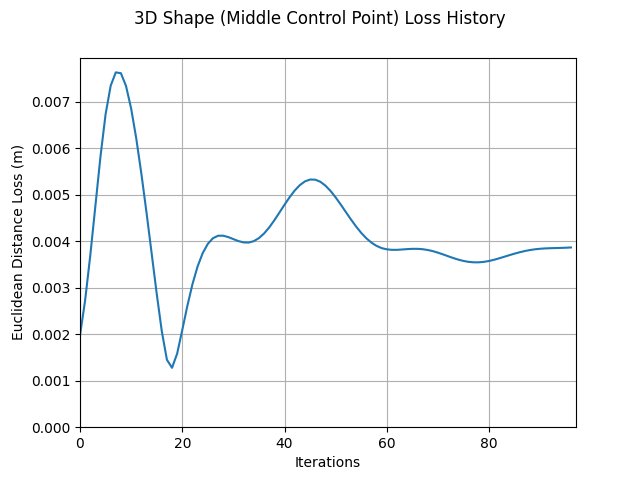 3D Shape (Middle Control Point) Loss History
Euclidean Distance Loss (m)
0.007
0.006
0.005
0.004
0.003
0.002
0.001
0.000
0 20 40 60 80
Iterations